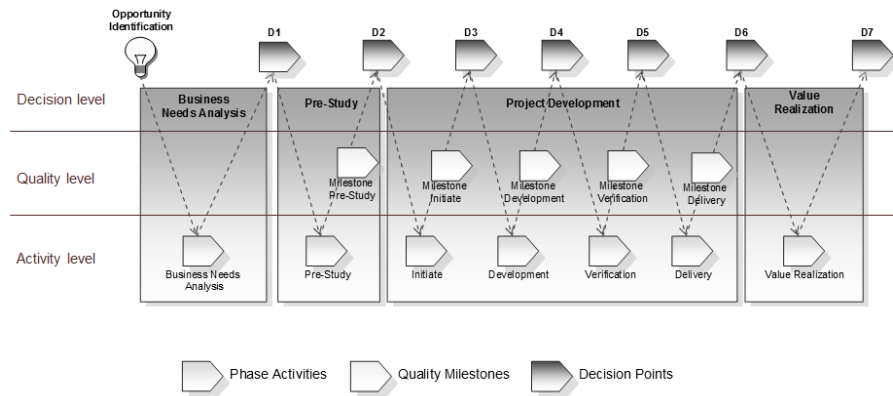 Opportunity
Identification
D1
D2
D3
D4
D5
D6
D7
Decision level
Business
Needs Analysis
Pre-Study
Project Development
Value
Realization
Quality level
Milestone
Pre-Study
Milestone
Initiate
Milestone
Development
Milestone
Verification
Milestone
Delivery
Activity level
Business Needs
Analysis
Pre-Study
Initiate
Development
Verification
Delivery
Value Realization
Phase Activities
Quality Milestones
Decision Points